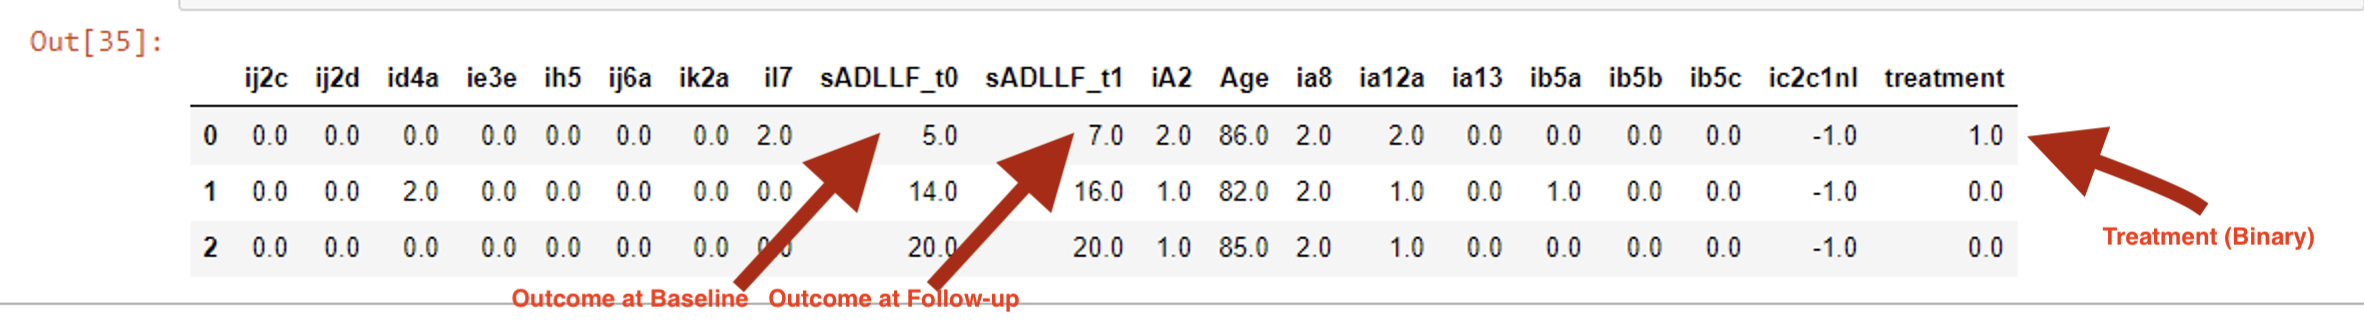 Out[35]:
ij2c ij2d id4a ie3e ih5 ij6a ik2a il7 sADLLF_t0 sADLLF_t1 iA2 Age ia8 ia12a ia13 ib5a ib5b ib5c ic2c1nl treatment
0 0.0 0.0 0.0 0.0 0.0 0.0 0.0 2.0 5.0 7.0 2.0 86.0 2.0 2.0 0.0 0.0 0.0 0.0 -1.0 1.0
1 0.0 0.0 2.0 0.0 0.0 0.0 0.0 0.0 14.0 16.0 1.0 82.0 2.0 1.0 0.0 1.0 0.0 0.0 -1.0 0.0
2 0.0 0.0 0.0 0.0 0.0 0.0 0.0 0.0 20.0 20.0 1.0 85.0 2.0 1.0 0.0 0.0 0.0 0.0 -1.0 0.0
Treatment (Binary)
Outcome at Baseline Outcome at Follow-up